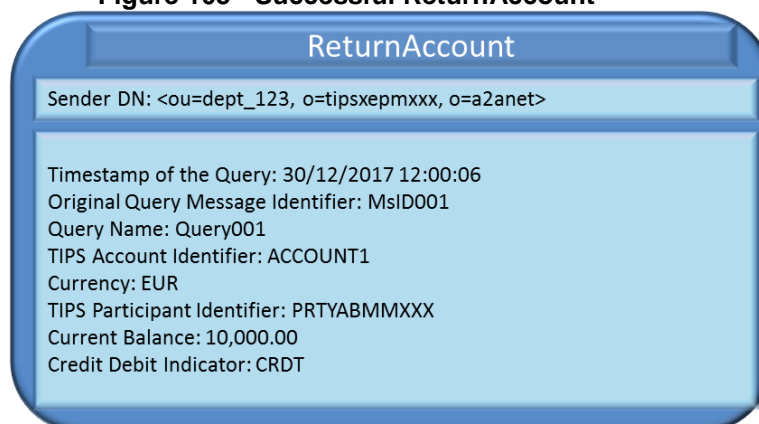 Figure 103 - Successful ReturnAccount
ReturnAccount
Sender DN: <ou=dept_123, o=tipsxepmxxx, o=a2anet>
Timestamp of the Query: 30/12/2017 12:00:06
Original Query Message Identifier: MsID001
Query Name: Query001
TIPS Account Identifier: ACCOUNT1
Currency: EUR
TIPS Participant Identifier: PRTYABMMXXX
Current Balance: 10,000.00
Credit Debit Indicator: CRDT